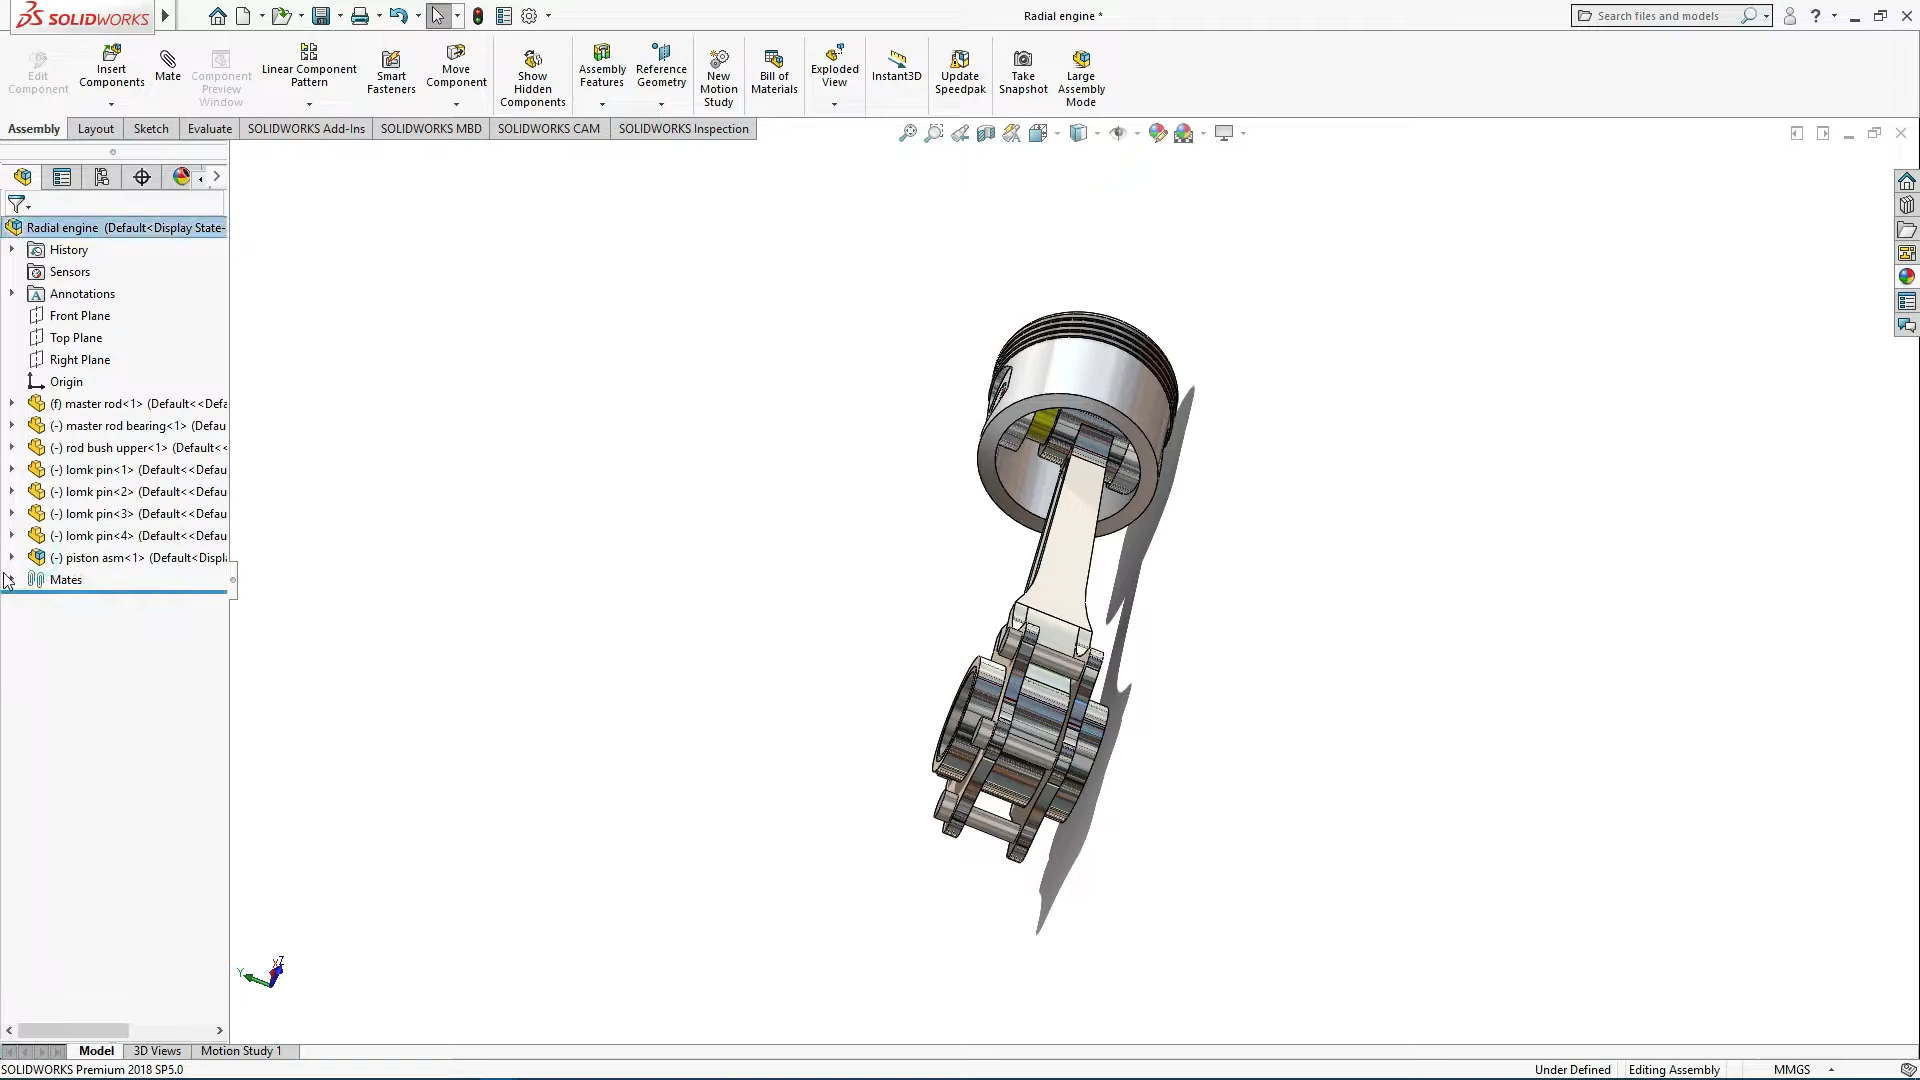 SOLIDWORKS
Radial engine *
Search files and models
?
Edit Component
Insert Components
Mate
Component Preview Window
Linear Component Pattern
Smart Fasteners
Move Component
Show Hidden Components
Assembly Features
Reference Geometry
New Motion Study
Bill of Materials
Exploded View
Instant3D
Update Speedpak
Take Snapshot
Large Assembly Mode
Assembly
Layout
Sketch
Evaluate
SOLIDWORKS Add-Ins
SOLIDWORKS MBD
SOLIDWORKS CAM
SOLIDWORKS Inspection
Radial engine (Default<Display State-
History
Sensors
Annotations
Front Plane
Top Plane
Right Plane
Origin
(f) master rod<1> (Default<<Defa
(-) master rod bearing<1> (Defau
(-) rod bush upper<1> (Default<<
(-) lomk pin<1> (Default<<Defau
(-) lomk pin<2> (Default<<Defau
(-) lomk pin<3> (Default<<Defau
(-) lomk pin<4> (Default<<Defau
(-) piston asm<1> (Default<Displ
Mates
Y
X
Z
Model
3D Views
Motion Study 1
SOLIDWORKS Premium 2018 SP5.0
Under Defined
Editing Assembly
MMGS